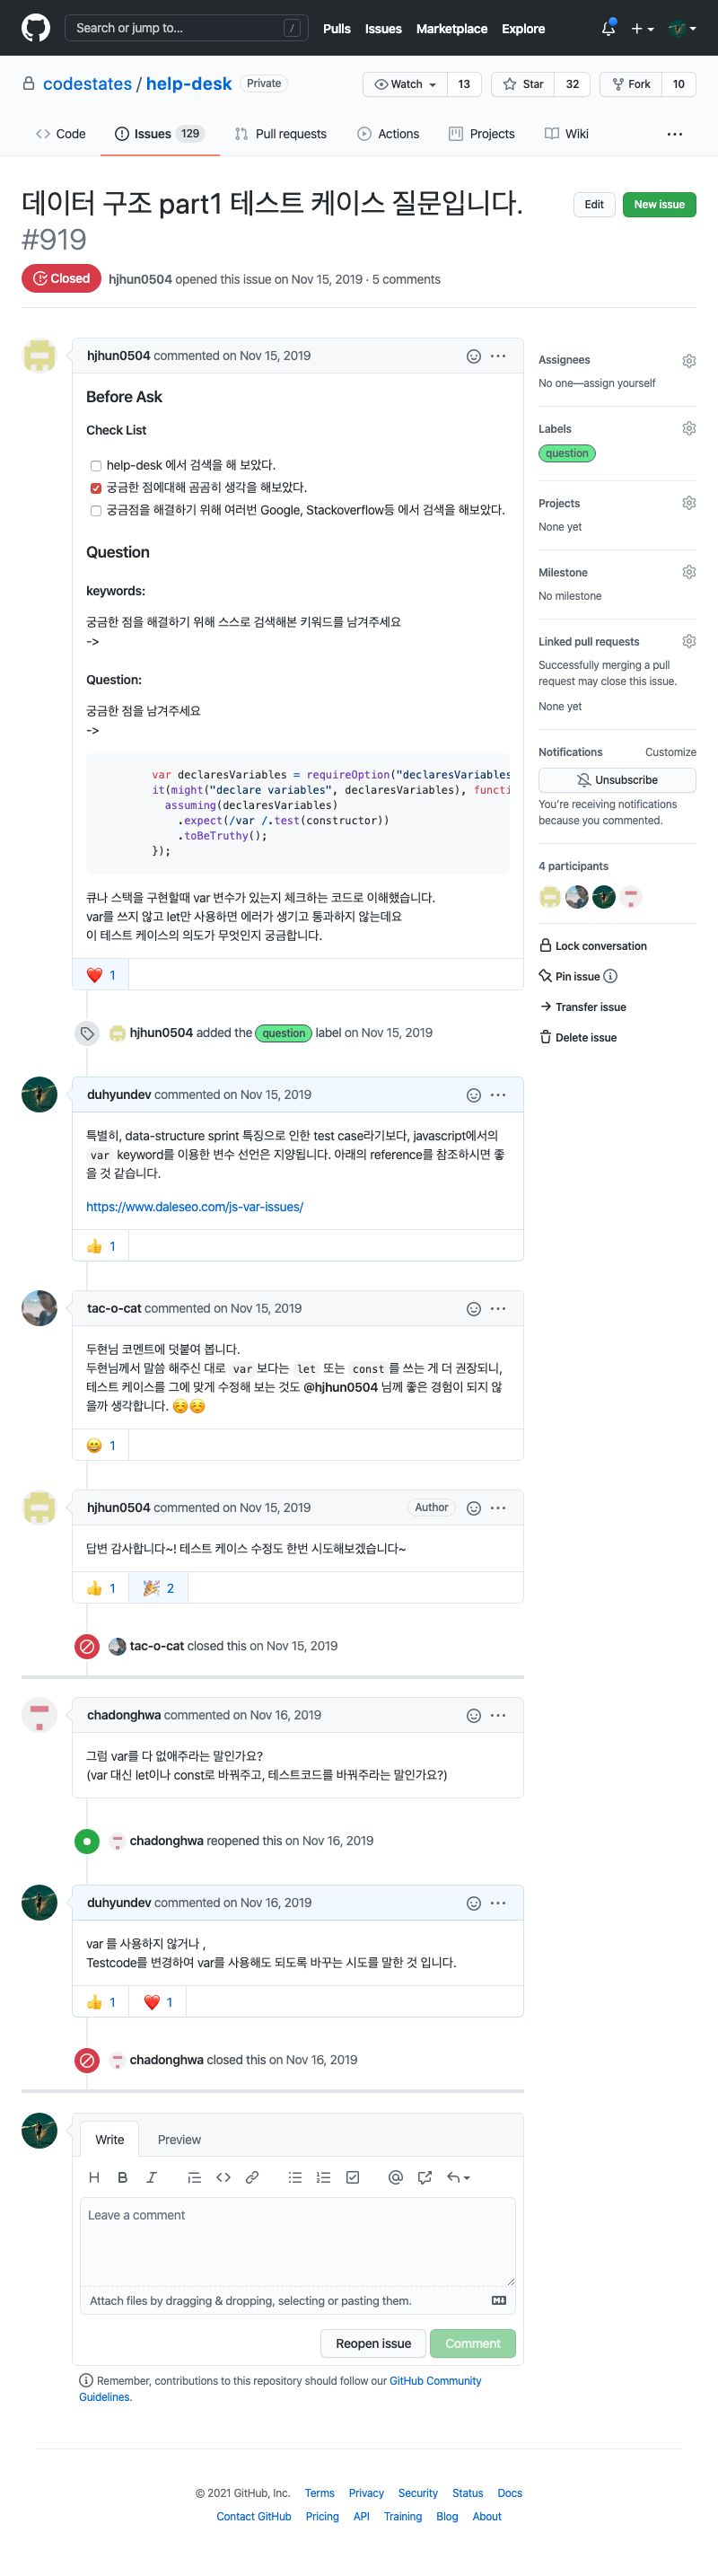 Search or jump to...
/
Pulls Issues Marketplace Explore
codestates / help-desk Private
Watch 13 Star 32 Fork 10
Code Issues 129 Pull requests Actions Projects Wiki
데이터 구조 part1 테스트 케이스 질문입니다.
#919
Edit New issue
Closed hjhun0504 opened this issue on Nov 15, 2019 · 5 comments
hjhun0504 commented on Nov 15, 2019
Before Ask
Check List
help-desk 에서 검색을 해 보았다.
궁금한 점에대해 곰곰히 생각을 해보았다.
궁금점을 해결하기 위해 여러번 Google, Stackoverflow등 에서 검색을 해보았다.
Question
keywords:
궁금한 점을 해결하기 위해 스스로 검색해본 키워드를 남겨주세요
->
Question:
궁금한 점을 남겨주세요
->
var declaresVariables = requireOption("declaresVariables
it(might("declare variables", declaresVariables), functi
assuming(declaresVariables)
.expect(/var /.test(constructor))
.toBeTruthy();
});
큐나 스택을 구현할때 var 변수가 있는지 체크하는 코드로 이해했습니다.
var를 쓰지 않고 let만 사용하면 에러가 생기고 통과하지 않는데요
이 테스트 케이스의 의도가 무엇인지 궁금합니다.
❤️ 1
hjhun0504 added the question label on Nov 15, 2019
duhyundev commented on Nov 15, 2019
특별히, data-structure sprint 특징으로 인한 test case라기보다, javascript에서의
var keyword를 이용한 변수 선언은 지양됩니다. 아래의 reference를 참조하시면 좋
을 것 같습니다.
https://www.daleseo.com/js-var-issues/
👍 1
tac-o-cat commented on Nov 15, 2019
두현님 코멘트에 덧붙여 봅니다.
두현님께서 말씀 해주신 대로 var 보다는 let 또는 const 를 쓰는 게 더 권장되니,
테스트 케이스를 그에 맞게 수정해 보는 것도 @hjhun0504 님께 좋은 경험이 되지 않
을까 생각합니다. ☺️☺️
😄 1
hjhun0504 commented on Nov 15, 2019 Author
답변 감사합니다~! 테스트 케이스 수정도 한번 시도해보겠습니다~
👍 1 🎉 2
tac-o-cat closed this on Nov 15, 2019
chadonghwa commented on Nov 16, 2019
그럼 var를 다 없애주라는 말인가요?
(var 대신 let이나 const로 바꿔주고, 테스트코드를 바꿔주라는 말인가요?)
chadonghwa reopened this on Nov 16, 2019
duhyundev commented on Nov 16, 2019
var 를 사용하지 않거나 ,
Testcode를 변경하여 var를 사용해도 되도록 바꾸는 시도를 말한 것 입니다.
👍 1 ❤️ 1
chadonghwa closed this on Nov 16, 2019
Write Preview
H B I
Leave a comment
Attach files by dragging & dropping, selecting or pasting them.
Reopen issue Comment
Remember, contributions to this repository should follow our GitHub Community
Guidelines.
Assignees
No one—assign yourself
Labels
question
Projects
None yet
Milestone
No milestone
Linked pull requests
Successfully merging a pull
request may close this issue.
None yet
Notifications Customize
Unsubscribe
You're receiving notifications
because you commented.
4 participants
Lock conversation
Pin issue
Transfer issue
Delete issue
© 2021 GitHub, Inc. Terms Privacy Security Status Docs
Contact GitHub Pricing API Training Blog About